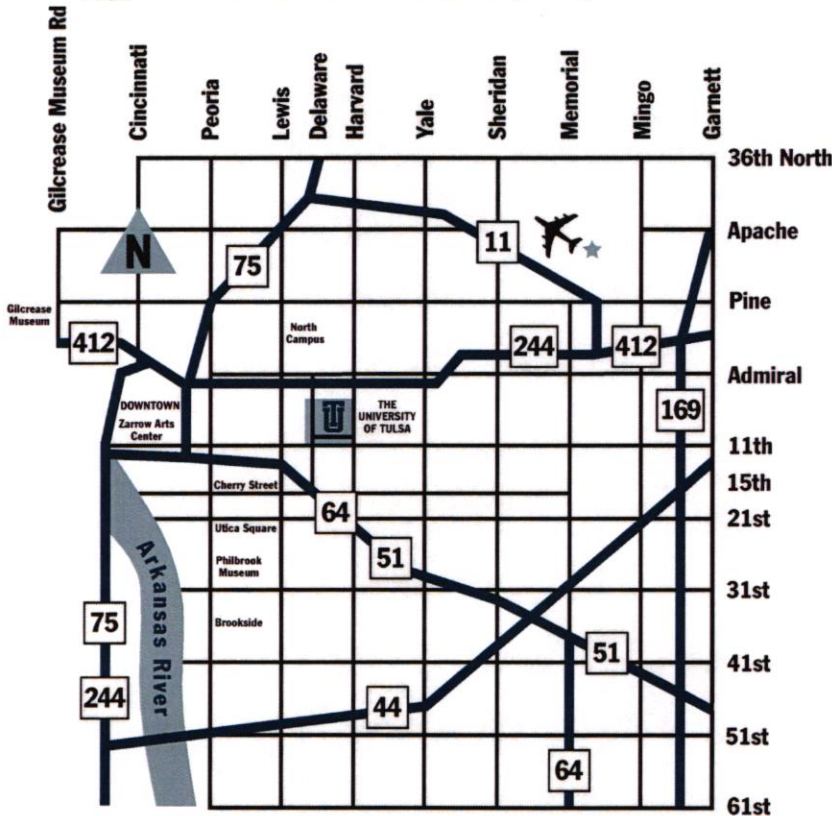 Gilcrease Museum Rd
Cincinnati
Peoria
Lewis
Delaware
Harvard
Yale
Sheridan
Memorial
Mingo
Garnett
36th North
N
75
11
Apache
Gilcrease
Museum
412
North
Campus
244
412
Pine
DOWNTOWN
Zarrow Arts
Center
TU
THE
UNIVERSITY
OF TULSA
169
Admiral
11th
Cherry Street
15th
64
21st
Utica Square
51
Philbrook
Museum
31st
Arkansas River
75
Brookside
51
41st
244
44
51st
64
61st